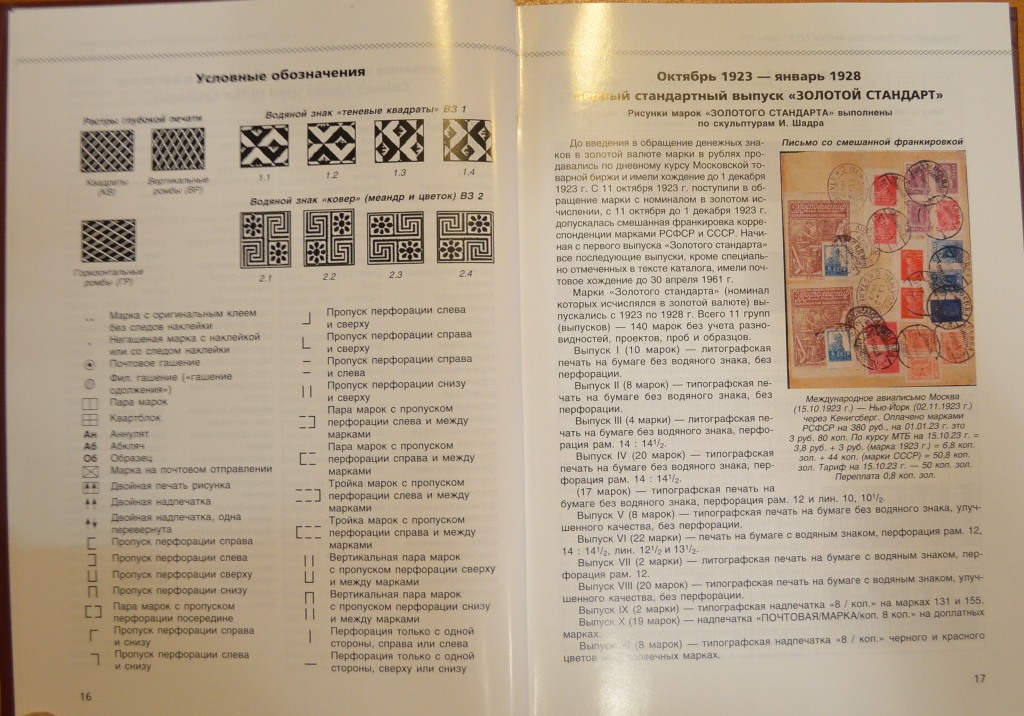 Условные обозначения
Растры глубокой печати
Водяной знак «теневые квадраты» ВЗ 1
Квадраты
(КВ)
Вертикальные
ромбы (ВР)
1.1
1.2
1.3
1.4
Водяной знак «ковер» (меандр и цветок) ВЗ 2
Горизонтальные
ромбы (ГР)
2.1
2.2
2.3
2.4
Марка с оригинальным клеем
без следов наклейки
Негашеная марка с наклейкой
или со следом наклейки
Почтовое гашение
Фил. гашение («гашение
одолжения»)
Пара марок
Квартблок
Ан Аннулят
Аб Абкляч
Об Образец
Марка на почтовом отправлении
Двойная печать рисунка
Двойная надпечатка
Двойная надпечатка, одна
перевернута
Пропуск перфорации справа
Пропуск перфорации слева
Пропуск перфорации сверху
Пропуск перфорации снизу
Пара марок с пропуском
перфорации посередине
Пропуск перфорации справа
и снизу
Пропуск перфорации слева
и снизу
Пропуск перфорации слева
и сверху
Пропуск перфорации справа
и сверху
Пропуск перфорации справа
и слева
Пропуск перфорации снизу
и сверху
Пара марок с пропуском
перфорации слева и между
марками
Пара марок с пропуском
перфорации справа и между
марками
Тройка марок с пропуском
перфорации слева и между
марками
Тройка марок с пропуском
перфорации справа и между
марками
Вертикальная пара марок
с пропуском перфорации сверху
и между марками
Вертикальная пара марок
с пропуском перфорации снизу
и между марками
Перфорация только с одной
стороны, справа или слева
Перфорация только с одной
стороны, сверху или снизу
16
Октябрь 1923 — январь 1928
Первый стандартный выпуск «ЗОЛОТОЙ СТАНДАРТ»
Рисунки марок «ЗОЛОТОГО СТАНДАРТА» выполнены
по скульптурам И. Шадра
До введения в обращение денежных зна-
ков в золотой валюте марки в рублях про-
давались по дневному курсу Московской то-
варной биржи и имели хождение до 1 декабря
1923 г. С 11 октября 1923 г. поступили в об-
ращение марки с номиналом в золотом ис-
числении, с 11 октября до 1 декабря 1923 г.
допускалась смешанная франкировка кор-
респонденции марками РСФСР и СССР. Начи-
ная с первого выпуска «Золотого стандарта»
все последующие выпуски, кроме специаль-
но отмеченных в тексте каталога, имели поч-
товое хождение до 30 апреля 1961 г.
Марки «Золотого стандарта» (номинал
которых исчислялся в золотой валюте) вы-
пускались с 1923 по 1928 г. Всего 11 групп
(выпусков) — 140 марок без учета разно-
видностей, проектов, проб и образцов.
Выпуск I (10 марок) — литографская
печать на бумаге без водяного знака, без
перфорации.
Выпуск II (8 марок) — типографская пе-
чать на бумаге без водяного знака, без
перфорации.
Выпуск III (4 марки) — литографская пе-
чать на бумаге без водяного знака, перфо-
рация рам. 14 : 14¹/₂.
Выпуск IV (20 марок) — типографская
печать на бумаге без водяного знака, пер-
форация рам. 14 : 14¹/₂.
(17 марок) — типографская печать на
бумаге без водяного знака, перфорация рам. 12 и лин. 10, 10¹/₂.
Выпуск V (8 марок) — типографская печать на бумаге без водяного знака, улуч-
шенного качества, без перфорации.
Выпуск VI (22 марки) — печать на бумаге с водяным знаком, перфорация рам. 12,
14 : 14¹/₂, лин. 12¹/₂ и 13¹/₂.
Выпуск VII (2 марки) — литографская печать на бумаге с водяным знаком, пер-
форация рам. 12.
Выпуск VIII (20 марок) — типографская печать на бумаге с водяным знаком, улуч-
шенного качества, без перфорации.
Выпуск IX (2 марки) — типографская надпечатка «8 / коп.» на марках 131 и 155.
Выпуск X (19 марок) — надпечатка «ПОЧТОВАЯ/МАРКА/коп. 8 коп.» на доплатных
марках.
Выпуск XI (8 марок) — типографская надпечатка «8 / коп.» черного и красного
цветов марках.
Письмо со смешанной франкировкой
Международное авиаписьмо Москва
(15.10.1923 г.) — Нью-Йорк (02.11.1923 г.)
через Кенигсберг. Оплачено марками
РСФСР на 380 руб., на 01.01.23 г. это
3 руб. 80 коп. По курсу МТБ на 15.10.23 г. =
3,8 руб. + 3 руб. (марка 1923 г.) = 6,8 коп.
зол. + 44 коп. (марки СССР) = 50,8 коп.
зол. Тариф на 15.10.23 г. — 50 коп. зол.
Переплата 0,8 коп. зол.
17